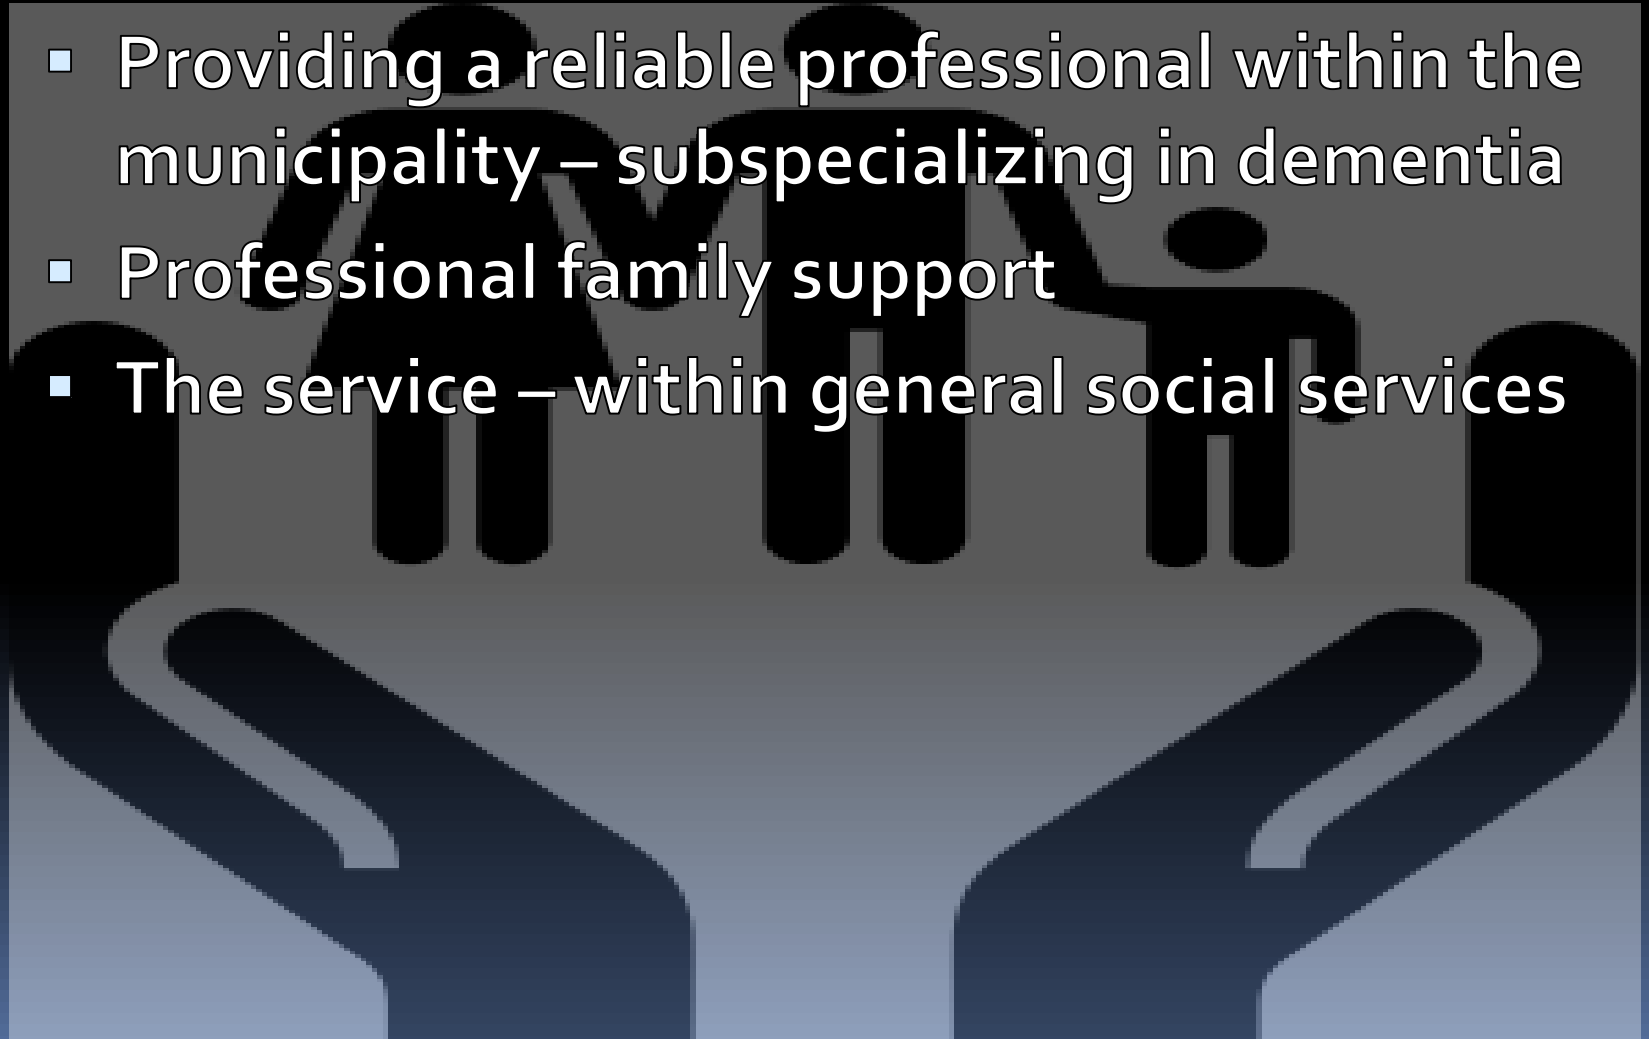 ▪ Providing a reliable professional within the
municipality – subspecializing in dementia
▪ Professional family support
▪ The service – within general social services